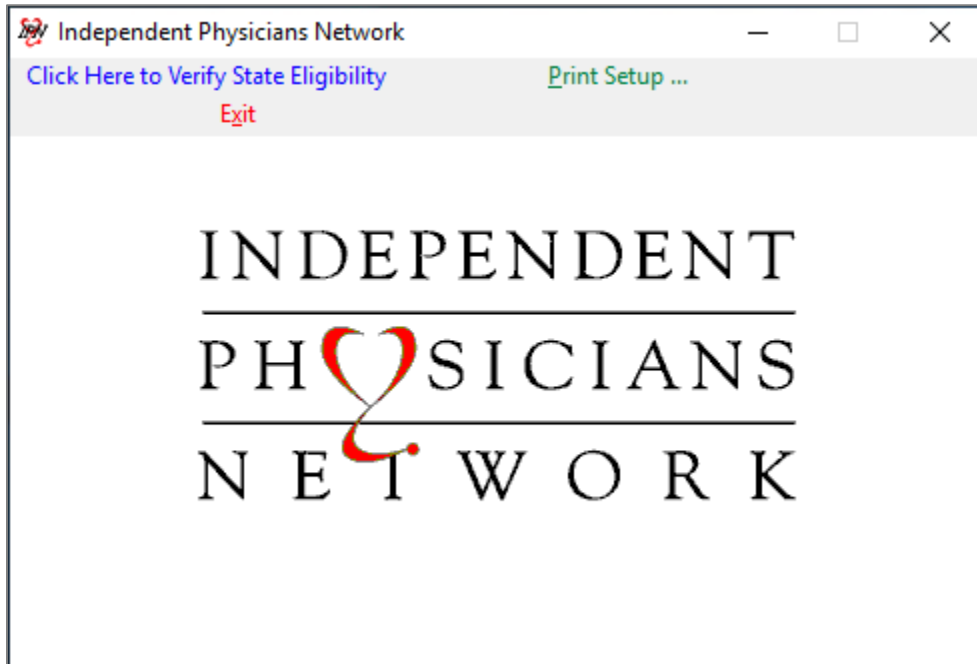 Independent Physicians Network
Click Here to Verify State Eligibility Print Setup ...
Exit
INDEPENDENT
PHYSICIANS
NETWORK